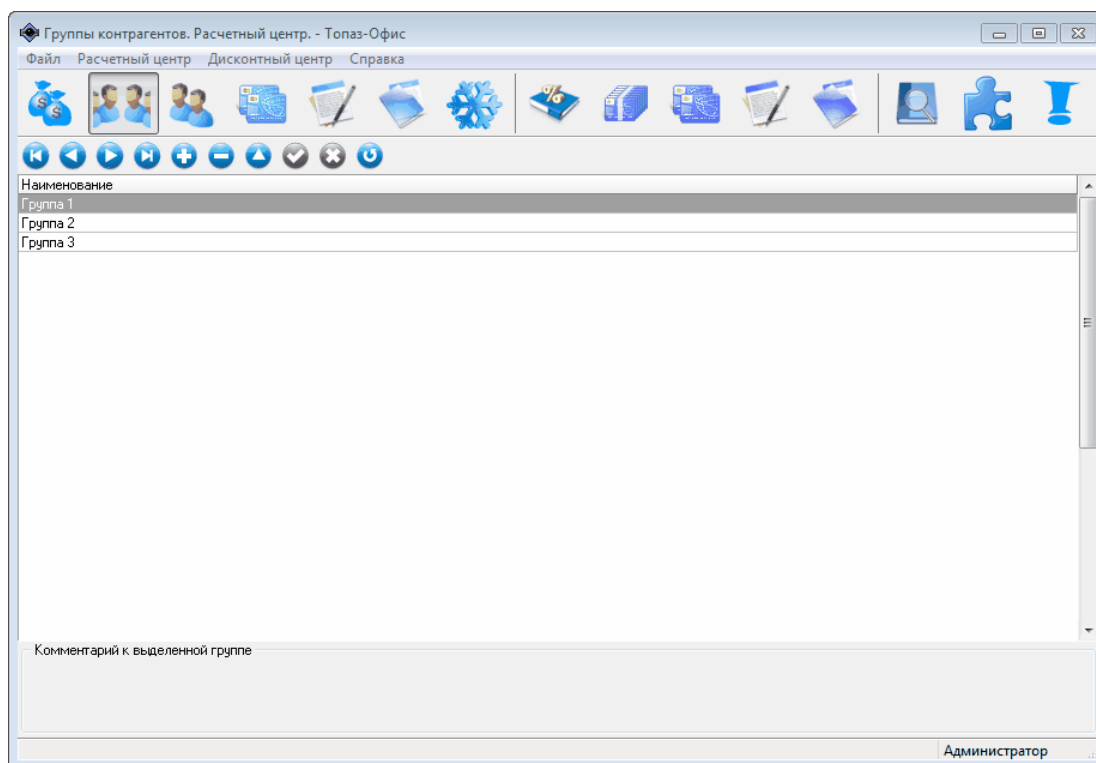 Группы контрагентов. Расчетный центр. - Топаз-Офис
Файл Расчетный центр Дисконтный центр Справка
Наименование
Группа 1
Группа 2
Группа 3
Комментарий к выделенной группе
Администратор